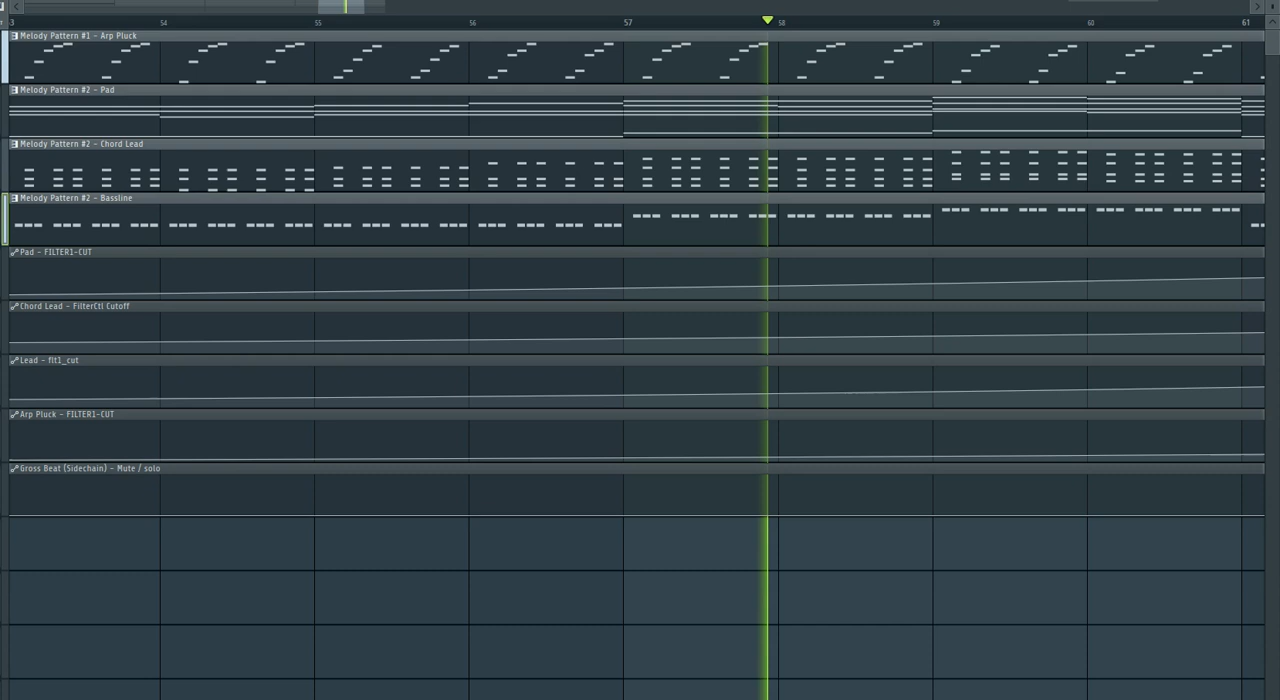 3 54 55 56 57 58 59 60 61
Melody Pattern #1 - Arp Pluck
Melody Pattern #2 - Pad
Melody Pattern #2 - Chord Lead
Melody Pattern #2 - Bassline
Pad - FILTER1-CUT
Chord Lead - FilterCtl Cutoff
Lead - flt1_cut
Arp Pluck - FILTER1-CUT
Gross Beat (Sidechain) - Mute / solo